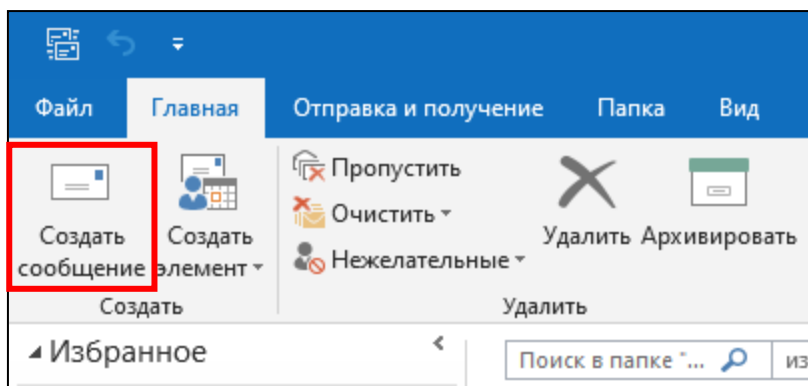 Файл Главная Отправка и получение Папка Вид
Создать сообщение
Создать элемент
Пропустить
Очистить
Нежелательные
Удалить
Архивировать
Создать
Удалить
Избранное
Поиск в папке "...